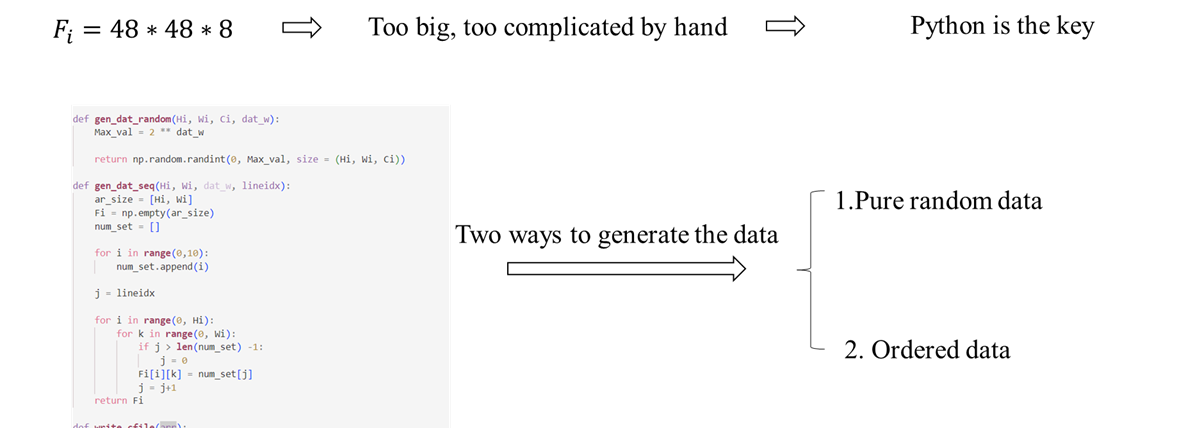 F_i = 48 * 48 * 8
Too big, too complicated by hand
Python is the key
def gen_dat_random(Hi, Wi, Ci, dat_w):
    Max_val = 2 ** dat_w
    return np.random.randint(0, Max_val, size = (Hi, Wi, Ci))
def gen_dat_seq(Hi, Wi, dat_w, lineidx):
    ar_size = [Hi, Wi]
    Fi = np.empty(ar_size)
    num_set = []
    for i in range(0,10):
        num_set.append(i)
    j = lineidx
    for i in range(0, Hi):
        for k in range(0, Wi):
            if j > len(num_set) -1:
                j = 0
            Fi[i][k] = num_set[j]
            j = j+1
    return Fi
def write_cfile(arr):
Two ways to generate the data
1.Pure random data
2. Ordered data